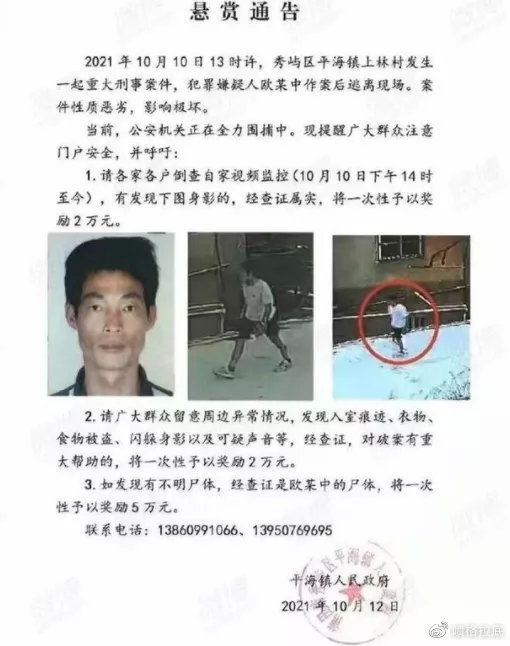 悬赏通告
2021年10月10日13时许，秀屿区平海镇上林村发生
一起重大刑事案件，犯罪嫌疑人欧某中作案后逃离现场。案
件性质恶劣，影响极坏。
当前，公安机关正在全力围捕中。现提醒广大群众注意
门户安全，并呼吁：
1.请各家各户倒查自家视频监控（10月10日下午14时
至今），有发现下图身影的，经查证属实，将一次性予以奖
励2万元。
2.请广大群众留意周边异常情况，发现入室痕迹、衣物、
食物被盗、闪躲身影以及可疑声音等，经查证，对破案有重
大帮助的，将一次性予以奖励2万元。
3.如发现有不明尸体，经查证是欧某中的尸体，将一次
性予以奖励5万元。
联系电话：13860991066、13950769695
平海镇人民政府
2021年10月12日